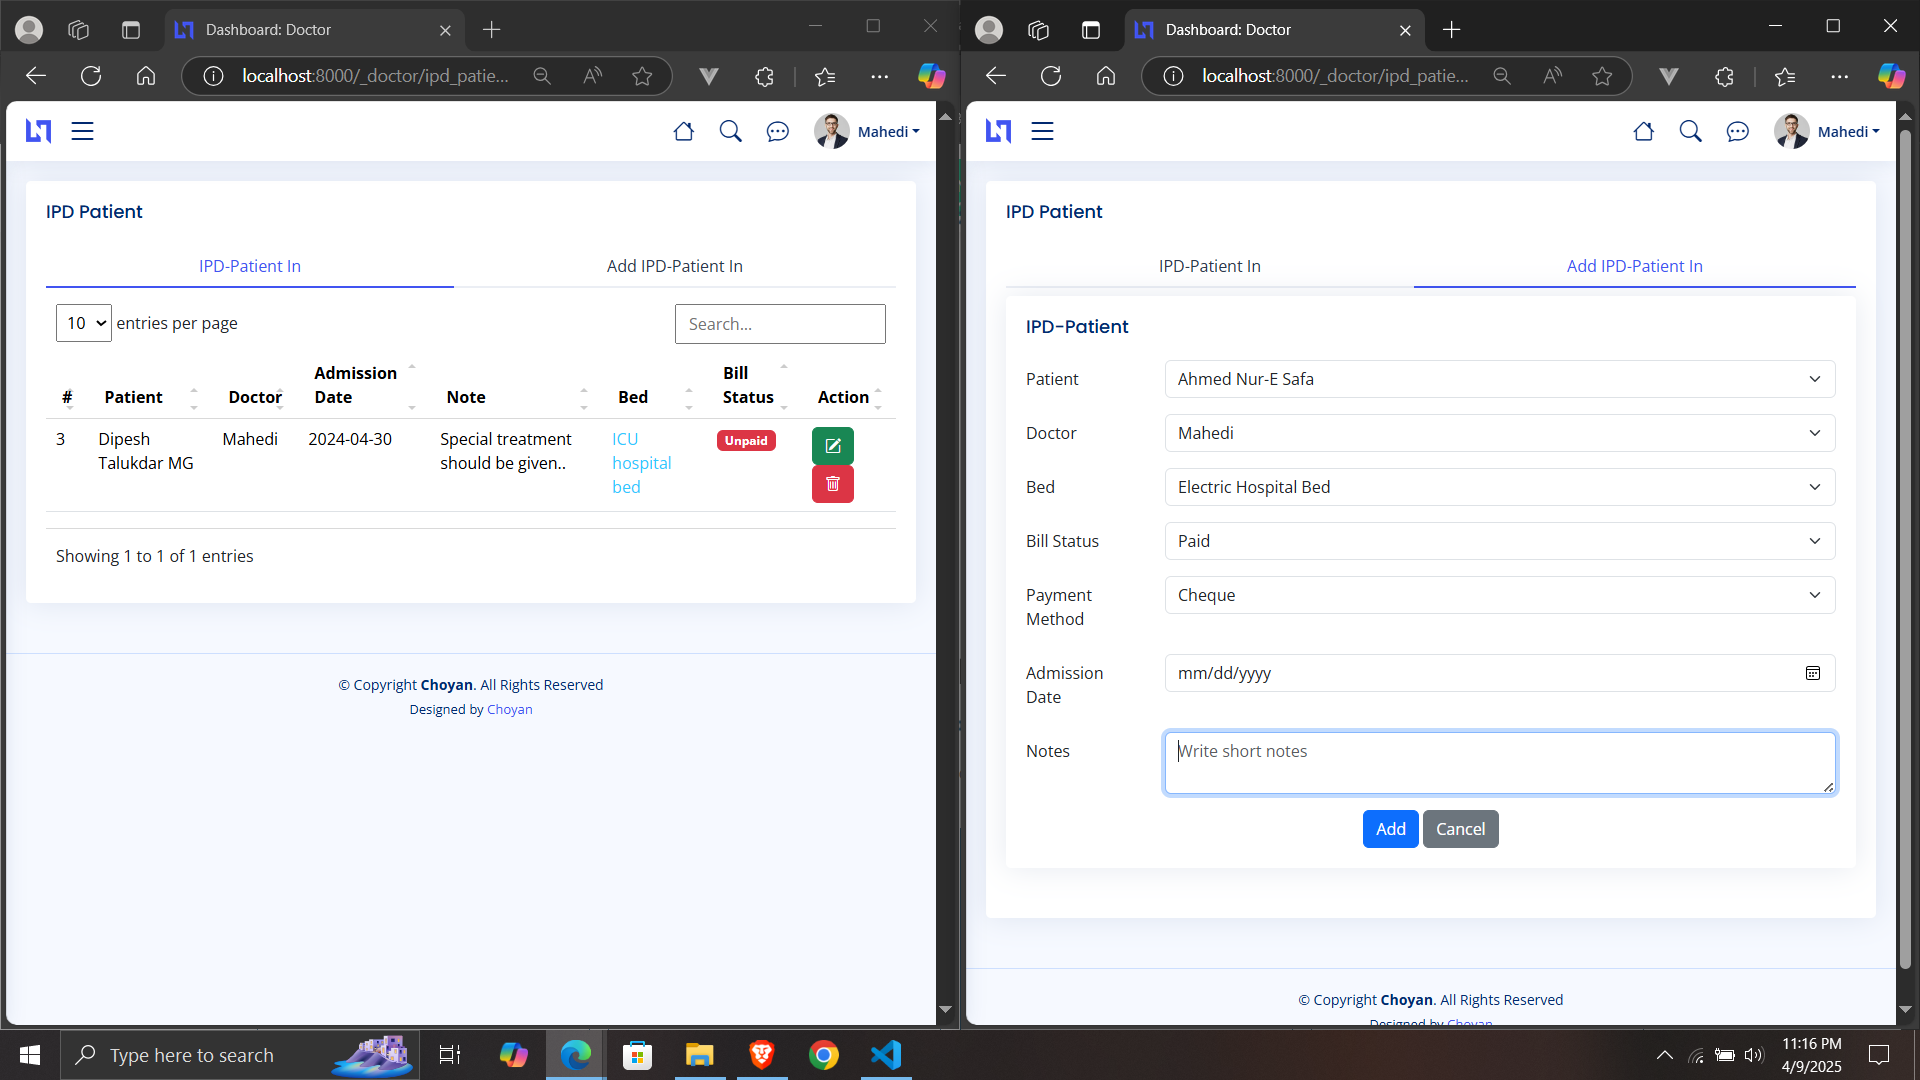 Dashboard: Doctor
localhost:8000/_doctor/ipd_patie...
Mahedi
IPD Patient
IPD-Patient In
Add IPD-Patient In
10 entries per page
Search...
# Patient Doctor Admission Date Note Bed Bill Status Action
3 Dipesh Talukdar MG Mahedi 2024-04-30 Special treatment should be given.. ICU hospital bed Unpaid
Showing 1 to 1 of 1 entries
© Copyright Choyan. All Rights Reserved
Designed by Choyan
Dashboard: Doctor
localhost:8000/_doctor/ipd_patie...
Mahedi
IPD Patient
IPD-Patient In
Add IPD-Patient In
IPD-Patient
Patient Ahmed Nur-E Safa
Doctor Mahedi
Bed Electric Hospital Bed
Bill Status Paid
Payment Method Cheque
Admission Date mm/dd/yyyy
Notes Write short notes
Add Cancel
© Copyright Choyan. All Rights Reserved
Designed by Choyan
Type here to search
11:16 PM
4/9/2025